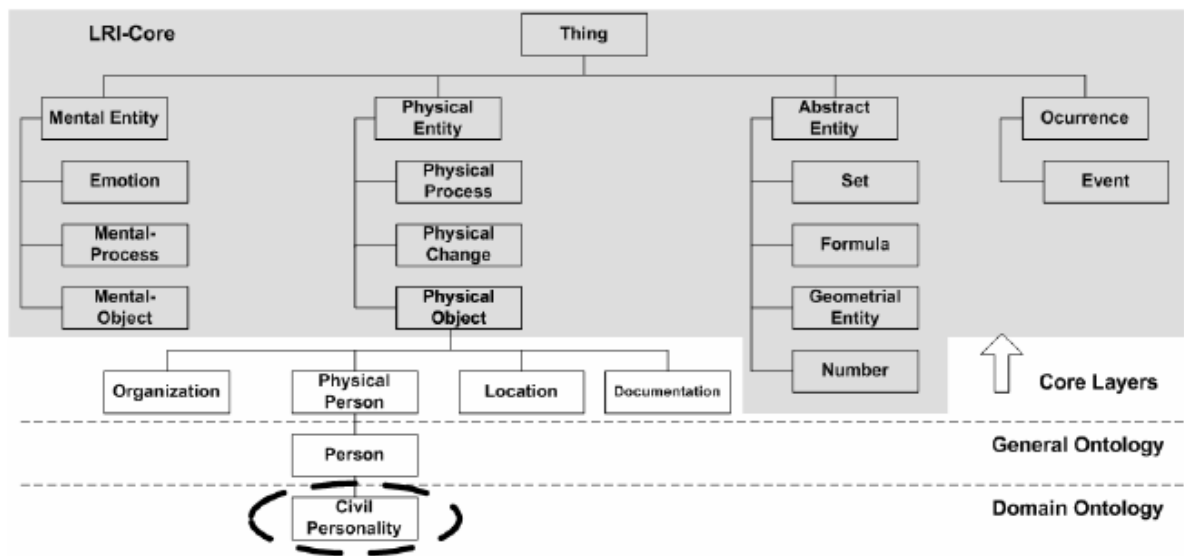 LRI-Core
Thing
Mental Entity
Physical
Entity
Abstract
Entity
Ocurrence
Emotion
Physical
Process
Set
Event
Mental-
Process
Physical
Change
Formula
Mental-
Object
Physical
Object
Geometrial
Entity
Organization
Physical
Person
Location
Documentation
Number
Core Layers
General Ontology
Person
Civil
Personality
Domain Ontology